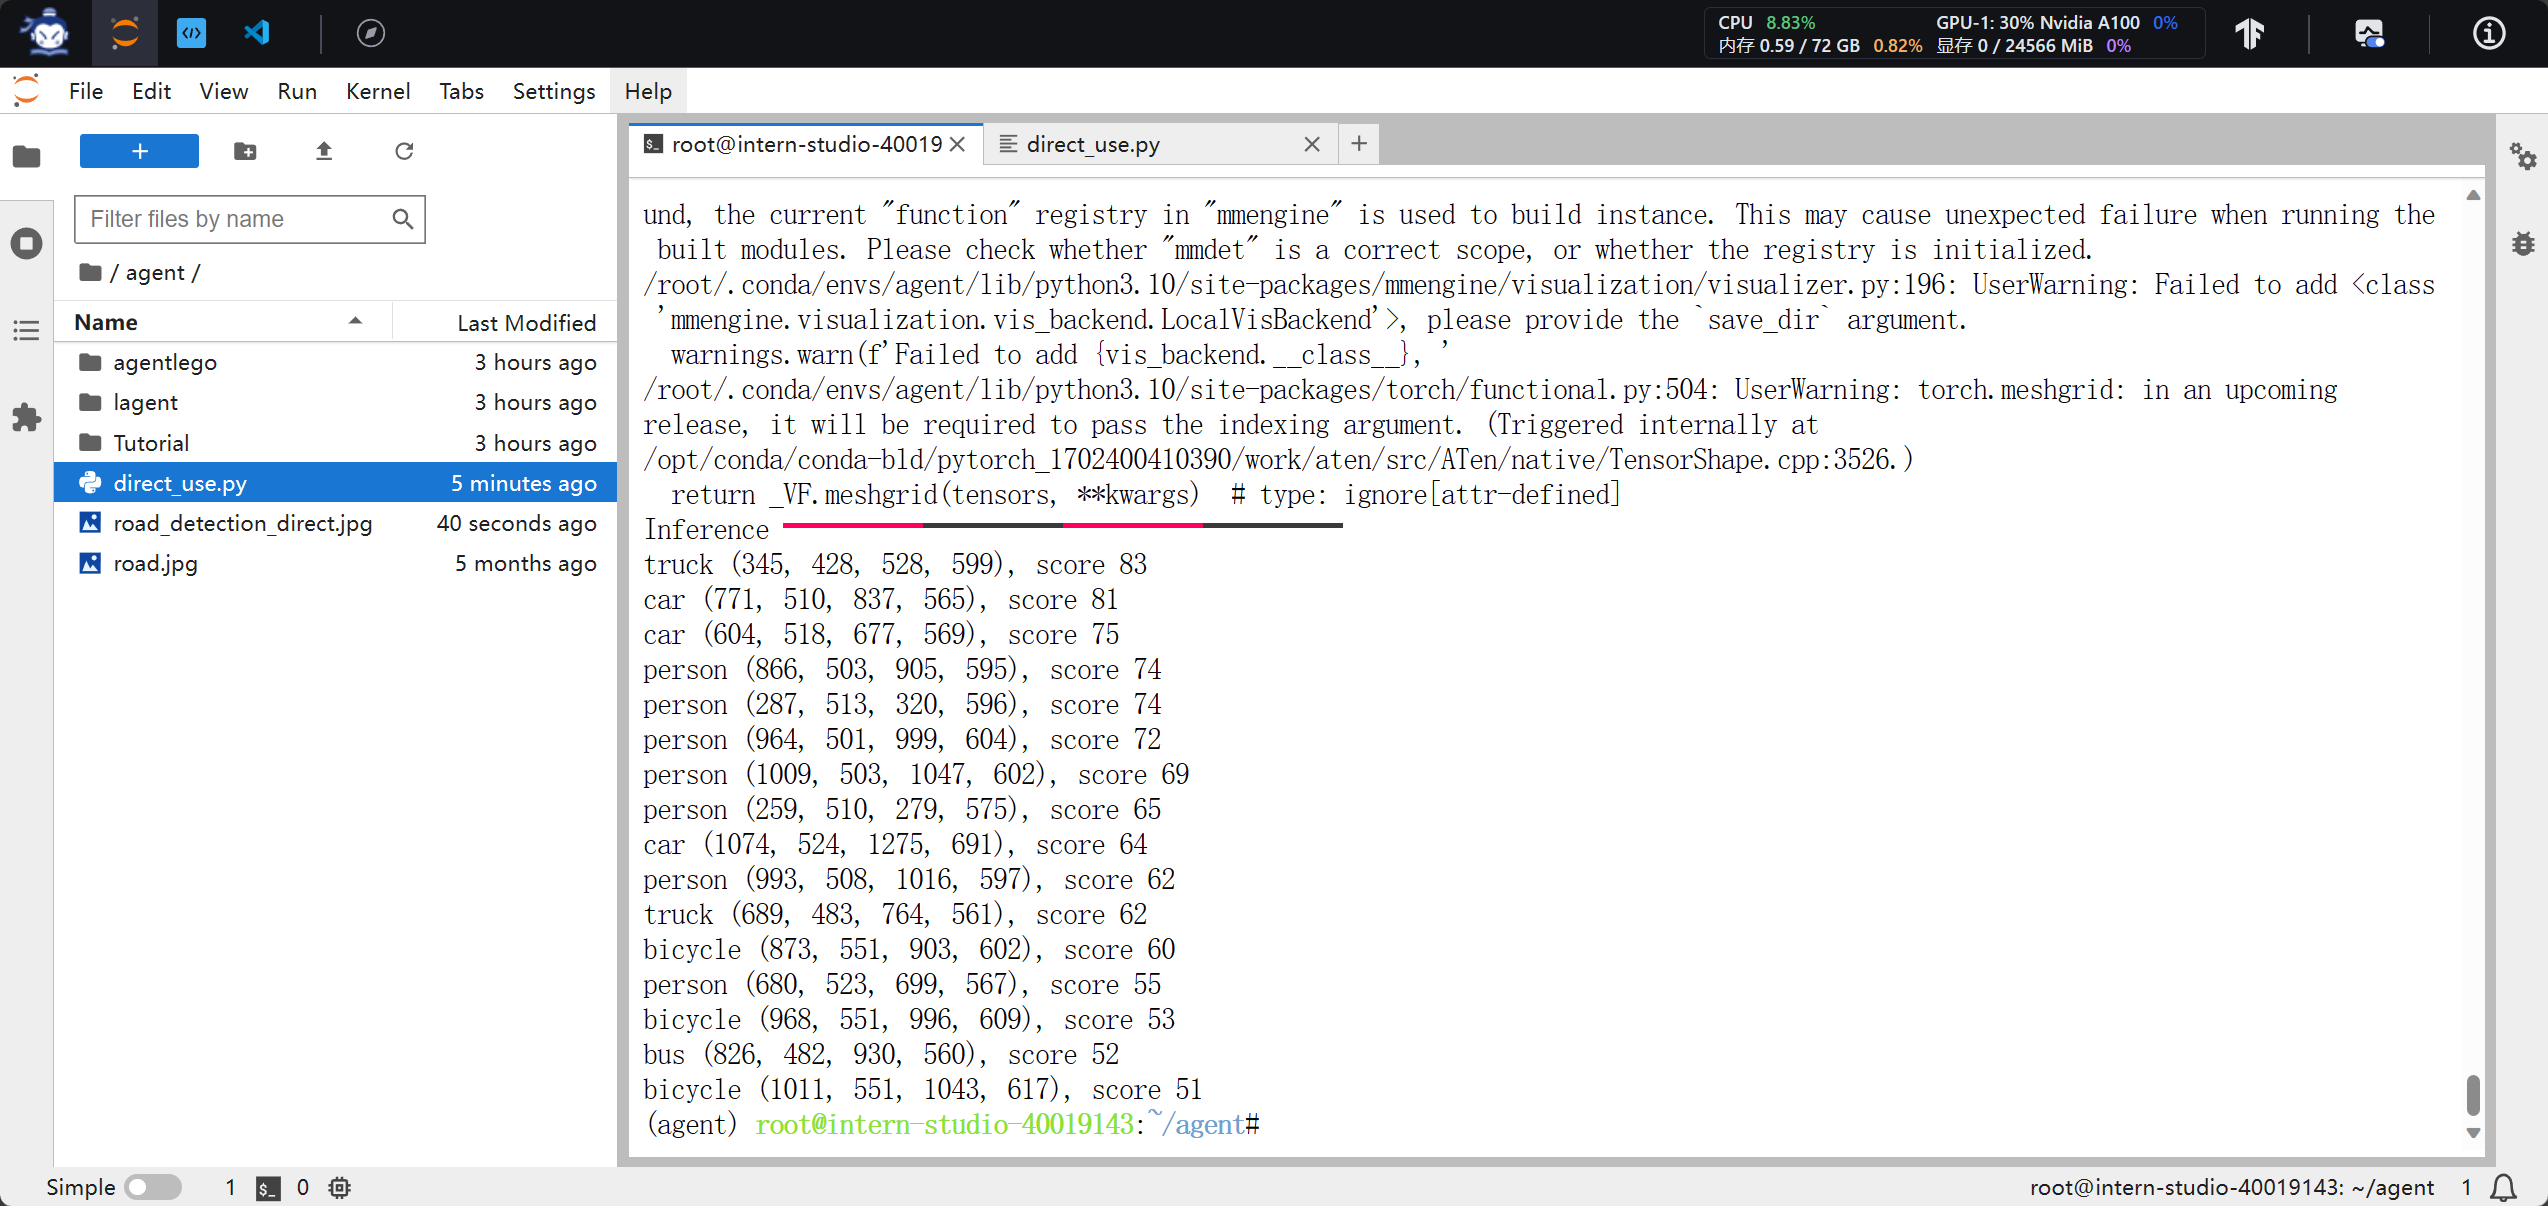 CPU 8.83% GPU-1: 30% Nvidia A100 0%
内存 0.59 / 72 GB 0.82% 显存 0 / 24566 MiB 0%
File Edit View Run Kernel Tabs Settings Help
root@intern-studio-40019
direct_use.py
Filter files by name
/ agent /
Name Last Modified
agentlego 3 hours ago
lagent 3 hours ago
Tutorial 3 hours ago
direct_use.py 5 minutes ago
road_detection_direct.jpg 40 seconds ago
road.jpg 5 months ago
und, the current "function" registry in "mmengine" is used to build instance. This may cause unexpected failure when running the
built modules. Please check whether "mmdet" is a correct scope, or whether the registry is initialized.
/root/.conda/envs/agent/lib/python3.10/site-packages/mmengine/visualization/visualizer.py:196: UserWarning: Failed to add <class
'mmengine.visualization.vis_backend.LocalVisBackend'>, please provide the `save_dir` argument.
warnings.warn(f'Failed to add {vis_backend.__class__}, '
/root/.conda/envs/agent/lib/python3.10/site-packages/torch/functional.py:504: UserWarning: torch.meshgrid: in an upcoming
release, it will be required to pass the indexing argument. (Triggered internally at
/opt/conda/conda-bld/pytorch_1702400410390/work/aten/src/ATen/native/TensorShape.cpp:3526.)
return _VF.meshgrid(tensors, **kwargs)  # type: ignore[attr-defined]
Inference
truck (345, 428, 528, 599), score 83
car (771, 510, 837, 565), score 81
car (604, 518, 677, 569), score 75
person (866, 503, 905, 595), score 74
person (287, 513, 320, 596), score 74
person (964, 501, 999, 604), score 72
person (1009, 503, 1047, 602), score 69
person (259, 510, 279, 575), score 65
car (1074, 524, 1275, 691), score 64
person (993, 508, 1016, 597), score 62
truck (689, 483, 764, 561), score 62
bicycle (873, 551, 903, 602), score 60
person (680, 523, 699, 567), score 55
bicycle (968, 551, 996, 609), score 53
bus (826, 482, 930, 560), score 52
bicycle (1011, 551, 1043, 617), score 51
(agent) root@intern-studio-40019143:~/agent#
Simple 1 0
root@intern-studio-40019143: ~/agent 1